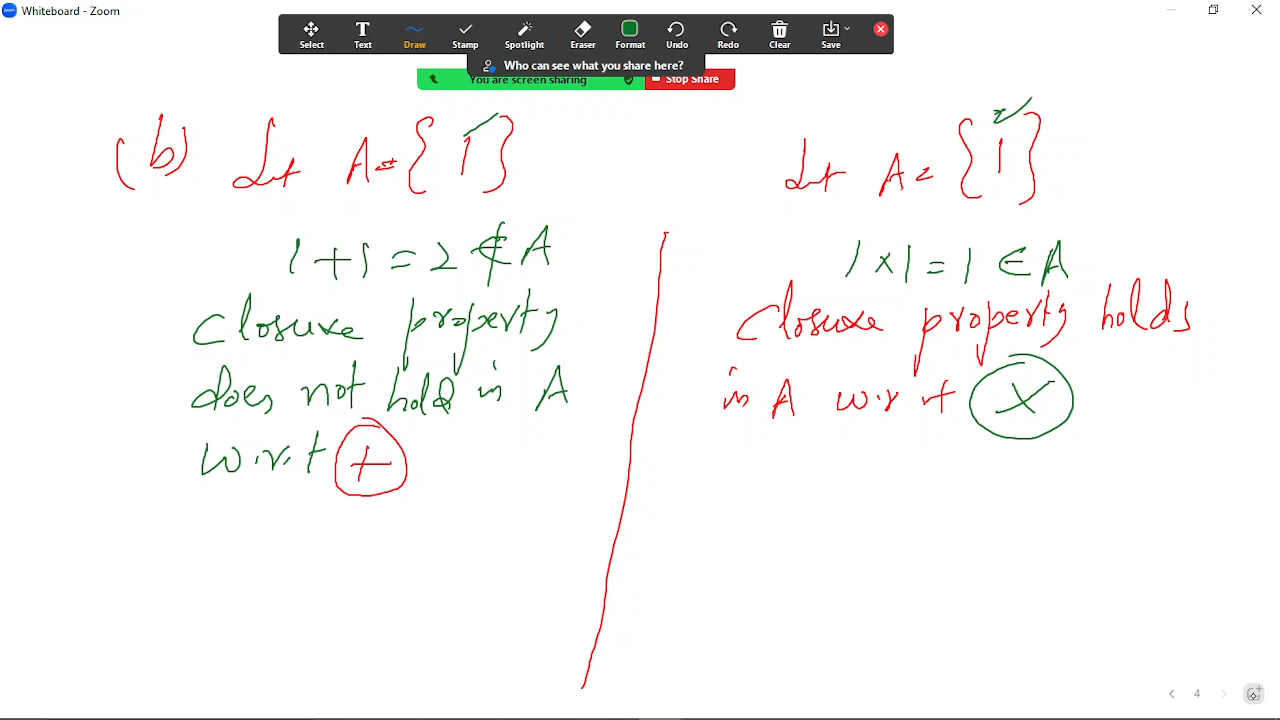 Whiteboard - Zoom
Select Text Draw Stamp Spotlight Eraser Format Undo Redo Clear Save
Who can see what you share here?
You are screen sharing Stop Share
(b) Let A = { 1 }
1 + 1 = 2 ∉ A
Closure property
does not hold in A
w.r.t +
Let A = { 1 }
1 × 1 = 1 ∈ A
Closure property holds
in A w.r.t ×
4